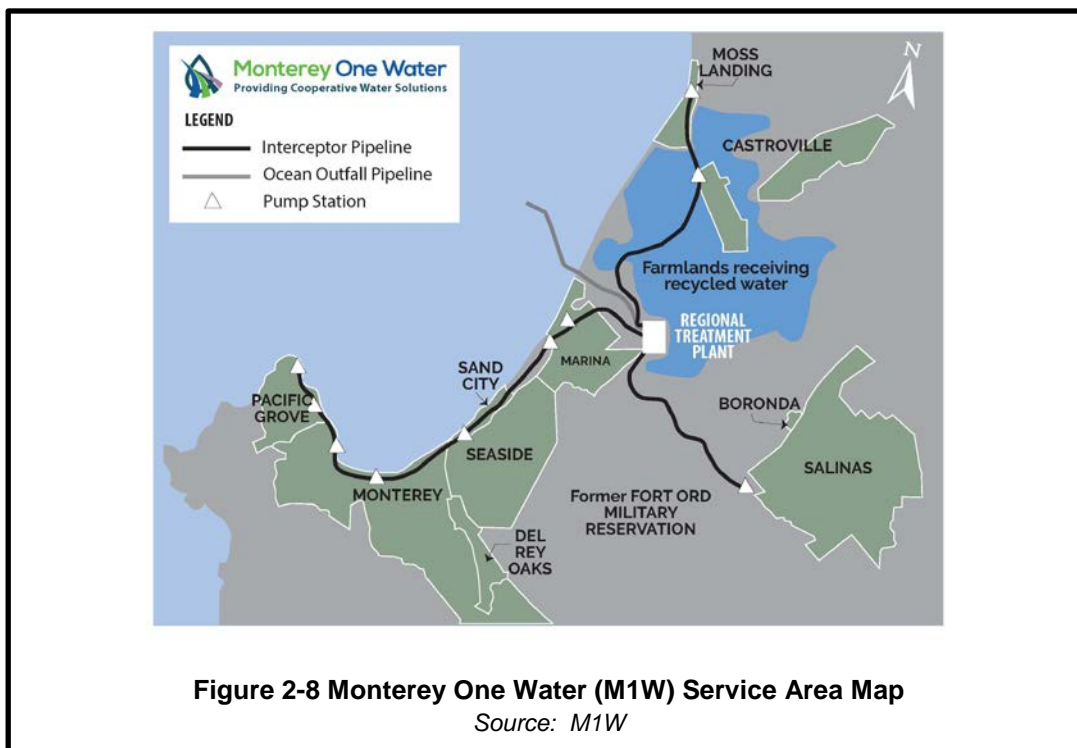 Monterey One Water
Providing Cooperative Water Solutions
LEGEND
Interceptor Pipeline
Ocean Outfall Pipeline
Pump Station
N
MOSS
LANDING
CASTROVILLE
Farmlands receiving
recycled water
REGIONAL
TREATMENT
PLANT
MARINA
SAND
CITY
PACIFIC
GROVE
SEASIDE
MONTEREY
BORONDA
SALINAS
Former FORT ORD
MILITARY
RESERVATION
DEL
REY
OAKS
Figure 2-8 Monterey One Water (M1W) Service Area Map
Source: M1W